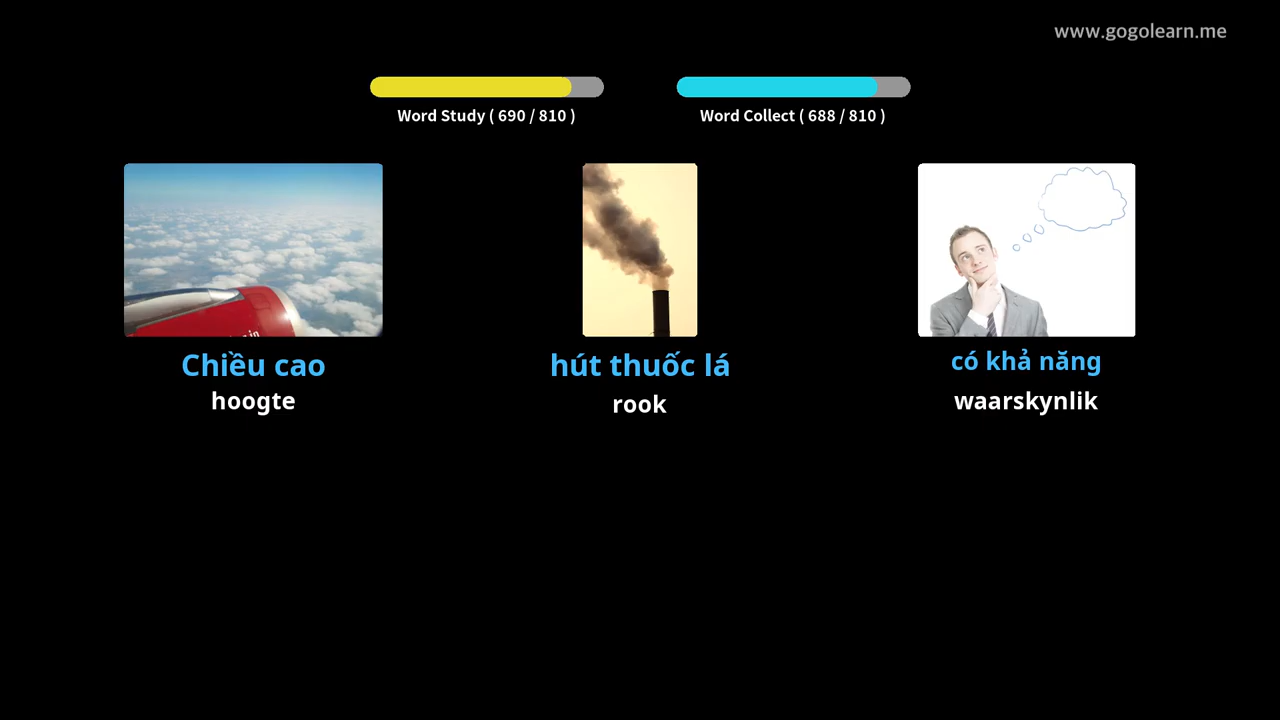 www.gogolearn.me
Word Study ( 690 / 810 )
Word Collect ( 688 / 810 )
Chiều cao
hoogte
hút thuốc lá
rook
có khả năng
waarskynlik